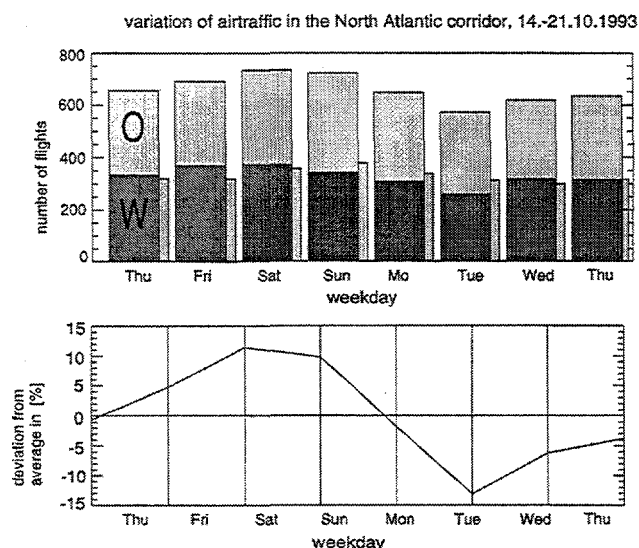 variation of airtraffic in the North Atlantic corridor, 14.-21.10.1993
800
600
400
200
0
number of flights
O
W
Thu Fri Sat Sun Mo Tue Wed Thu
weekday
15
10
5
0
-5
-10
-15
deviation from
average in [%]
Thu Fri Sat Sun Mon Tue Wed Thu
weekday